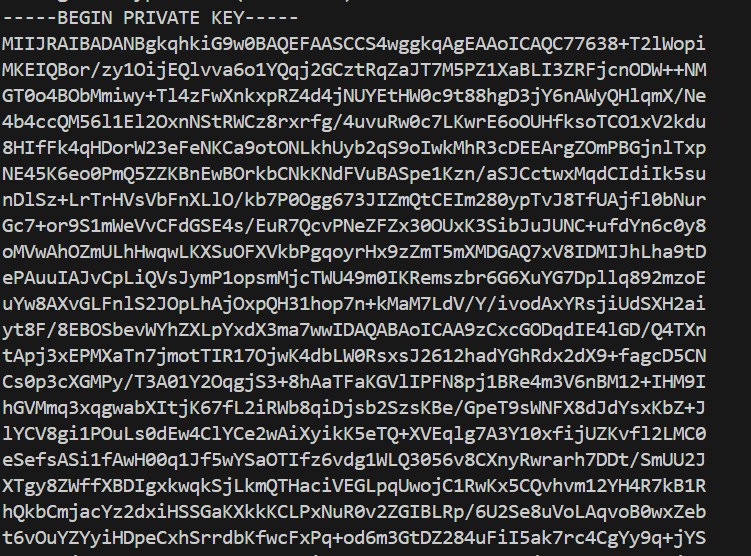 -----BEGIN PRIVATE KEY-----
MIIJRAIBADANBgkqhkiG9w0BAQEFAASCCS4wggkqAgEAAoICAQC77638+T2lWopi
MKEIQBor/zy1OijEQlvva6o1YQqj2GCztRqZaJT7M5PZ1XaBLI3ZRFjcnODW++NM
GT0o4BObMmiwy+Tl4zFwXnkxpRZ4d4jNUYEtHW0c9t88hgD3jY6nAWyQHlqmX/Ne
4b4ccQM56l1El2OxnNStRWCz8rxrfg/4uvuRw0c7LKwrE6oOUHfksoTCO1xV2kdu
8HIfFk4qHDorW23eFeNKCa9otONLkhUyb2qS9oIwkMhR3cDEEArgZOmPBGjnlTxp
NE45K6eo0PmQ5ZZKBnEwBOrkbCNkKNdFVuBASpe1Kzn/aSJCctwxMqdCIdiIk5su
nDlSz+LrTrHVsVbFnXLlO/kb7P0Ogg673JIZmQtCEIm280ypTvJ8TfUAjfl0bNur
Gc7+or9S1mWeVvCFdGSE4s/EuR7QcvPNeZFZx30OUxK3SibJuJUNC+ufdYn6c0y8
oMVwAhOZmULhHwqwLKXSuOFXVkbPgqoyrHx9zZmT5mXMDGAQ7xV8IDMIJhLha9tD
ePAuuIAJvCpLiQVsJymP1opsmMjcTWU49m0IKRemszbr6G6XuYG7Dpllq892mzoE
uYw8AXvGLFnlS2JOpLhAjOxpQH31hop7n+kMaM7LdV/Y/ivodAxYRsjiUdSXH2ai
yt8F/8EBOSbevWYhZXLpYxdX3ma7wwIDAQABAoICAA9zCxcGODqdIE4lGD/Q4TXn
tApj3xEPMXaTn7jmotTIR17OjwK4dbLW0RsxsJ2612hadYGhRdx2dX9+fagcD5CN
Cs0p3cXGMPy/T3A01Y2OqgjS3+8hAaTFaKGVlIPFN8pj1BRe4m3V6nBM12+IHM9I
hGVMmq3xqgwabXItjK67fL2iRWb8qiDjsb2SzsKBe/GpeT9sWNFX8dJdYsxKbZ+J
lYCV8gi1POuLs0dEw4ClYCe2wAiXyikK5eTQ+XVEqlg7A3Y10xfijUZKvfl2LMC0
eSefsASi1fAwH00q1Jf5wYSaOTIfz6vdg1WLQ3056v8CXnyRwrarh7DDt/SmUU2J
XTgy8ZWffXBDIgxkwqkSjLkmQTHaciVEGLpqUwojC1RwKx5CQvhvm12YH4R7kB1R
hQkbCmjacYz2dxiHSSGaKXkkKCLPxNuR0v2ZGIBLRp/6U2Se8uVoLAqvoB0wxZeb
t6vOuYZYyiHDpeCxhSrrdbKfwcFxPq+od6m3GtDZ284uFiI5ak7rc4CgYy9q+jYS